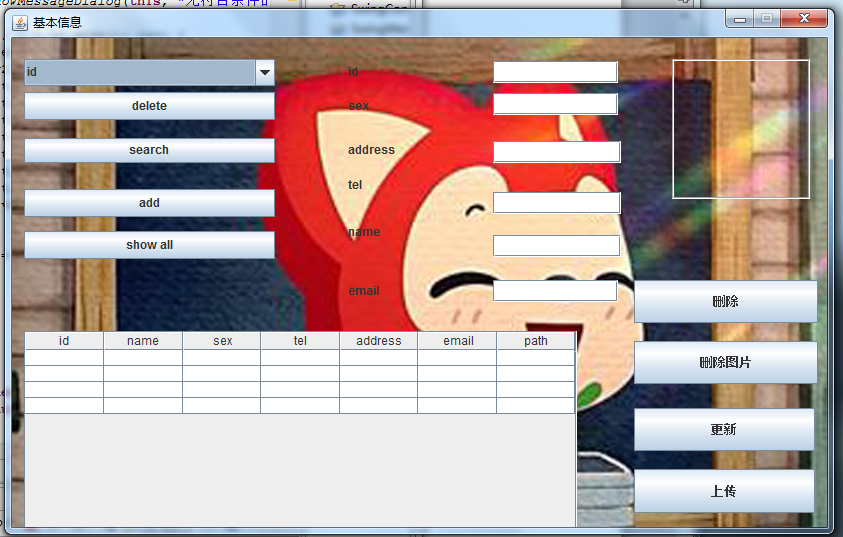 基本信息
id
delete
search
add
show all
id
sex
address
tel
name
email
删除
删除图片
更新
上传
id name sex tel address email path